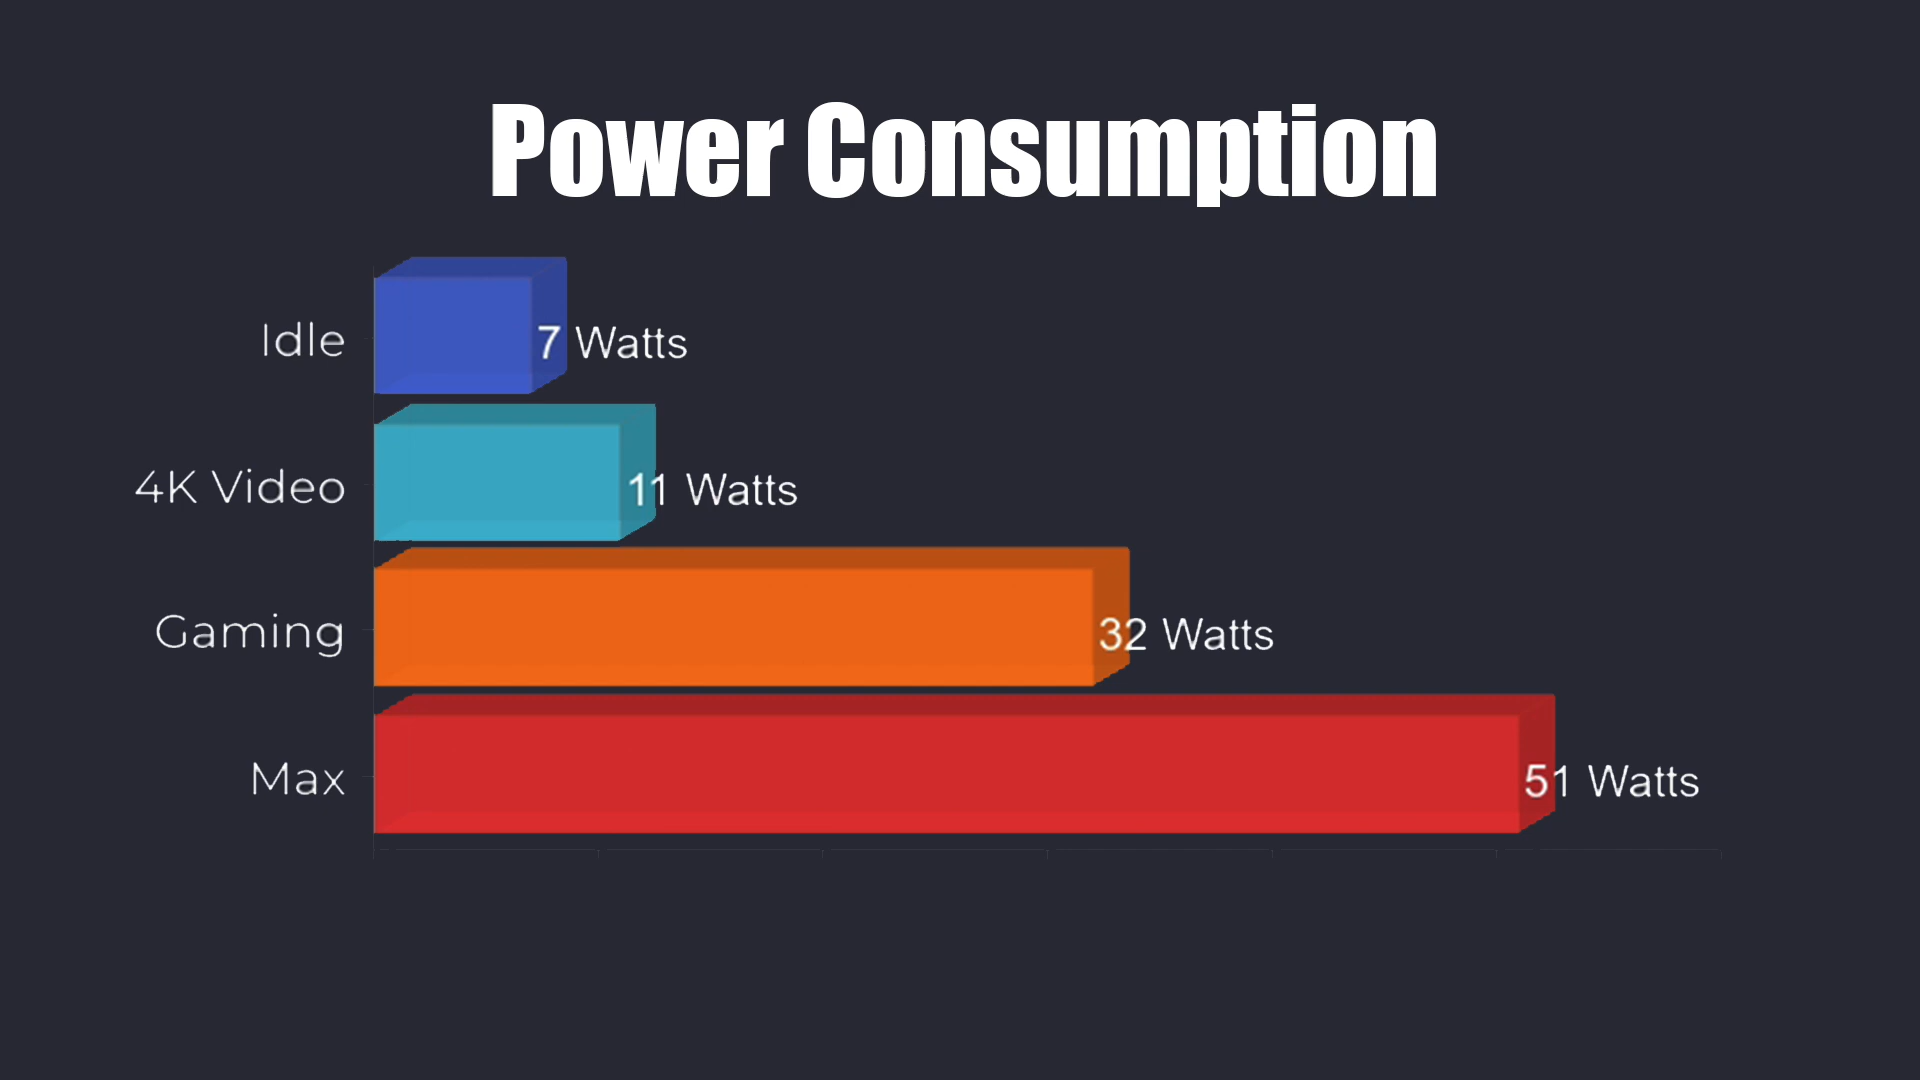 Power Consumption
Idle 7 Watts
4K Video 11 Watts
Gaming 32 Watts
Max 51 Watts